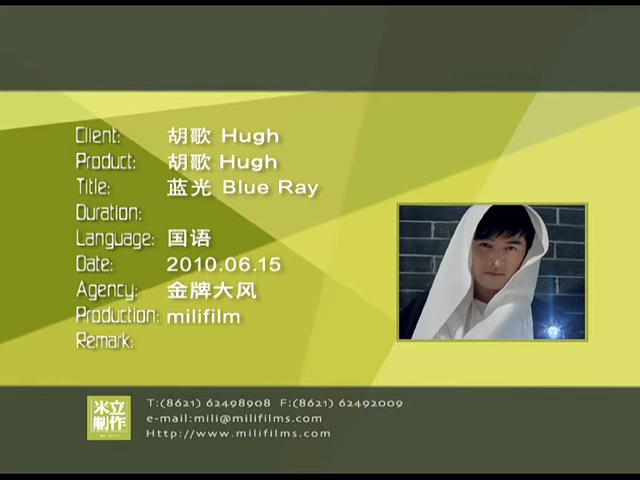 Client: 胡歌 Hugh
Product: 胡歌 Hugh
Title: 蓝光 Blue Ray
Duration:
Language: 国语
Date: 2010.06.15
Agency: 金牌大风
Production: milifilm
Remark:
米立
制作
T:(8621) 62498908 F:(8621) 62492009
e-mail:mili@milifilms.com
Http://www.milifilms.com